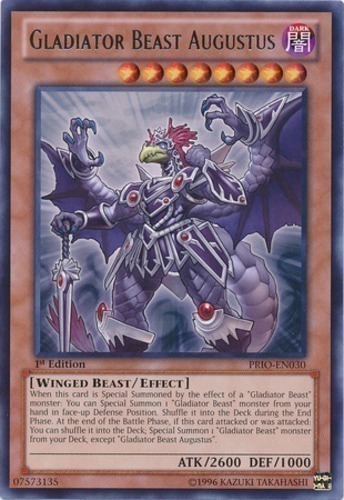 GLADIATOR BEAST AUGUSTUS
DARK
闇
1st Edition
PRIO-EN030
[WINGED BEAST/EFFECT]
When this card is Special Summoned by the effect of a "Gladiator Beast"
monster: You can Special Summon 1 "Gladiator Beast" monster from your
hand in face-up Defense Position. Shuffle it into the Deck during the End
Phase. At the end of the Battle Phase, if this card attacked or was attacked:
You can shuffle it into the Deck; Special Summon 1 "Gladiator Beast" monster
from your Deck, except "Gladiator Beast Augustus".
ATK/2600 DEF/1000
07573135
©1996 KAZUKI TAKAHASHI